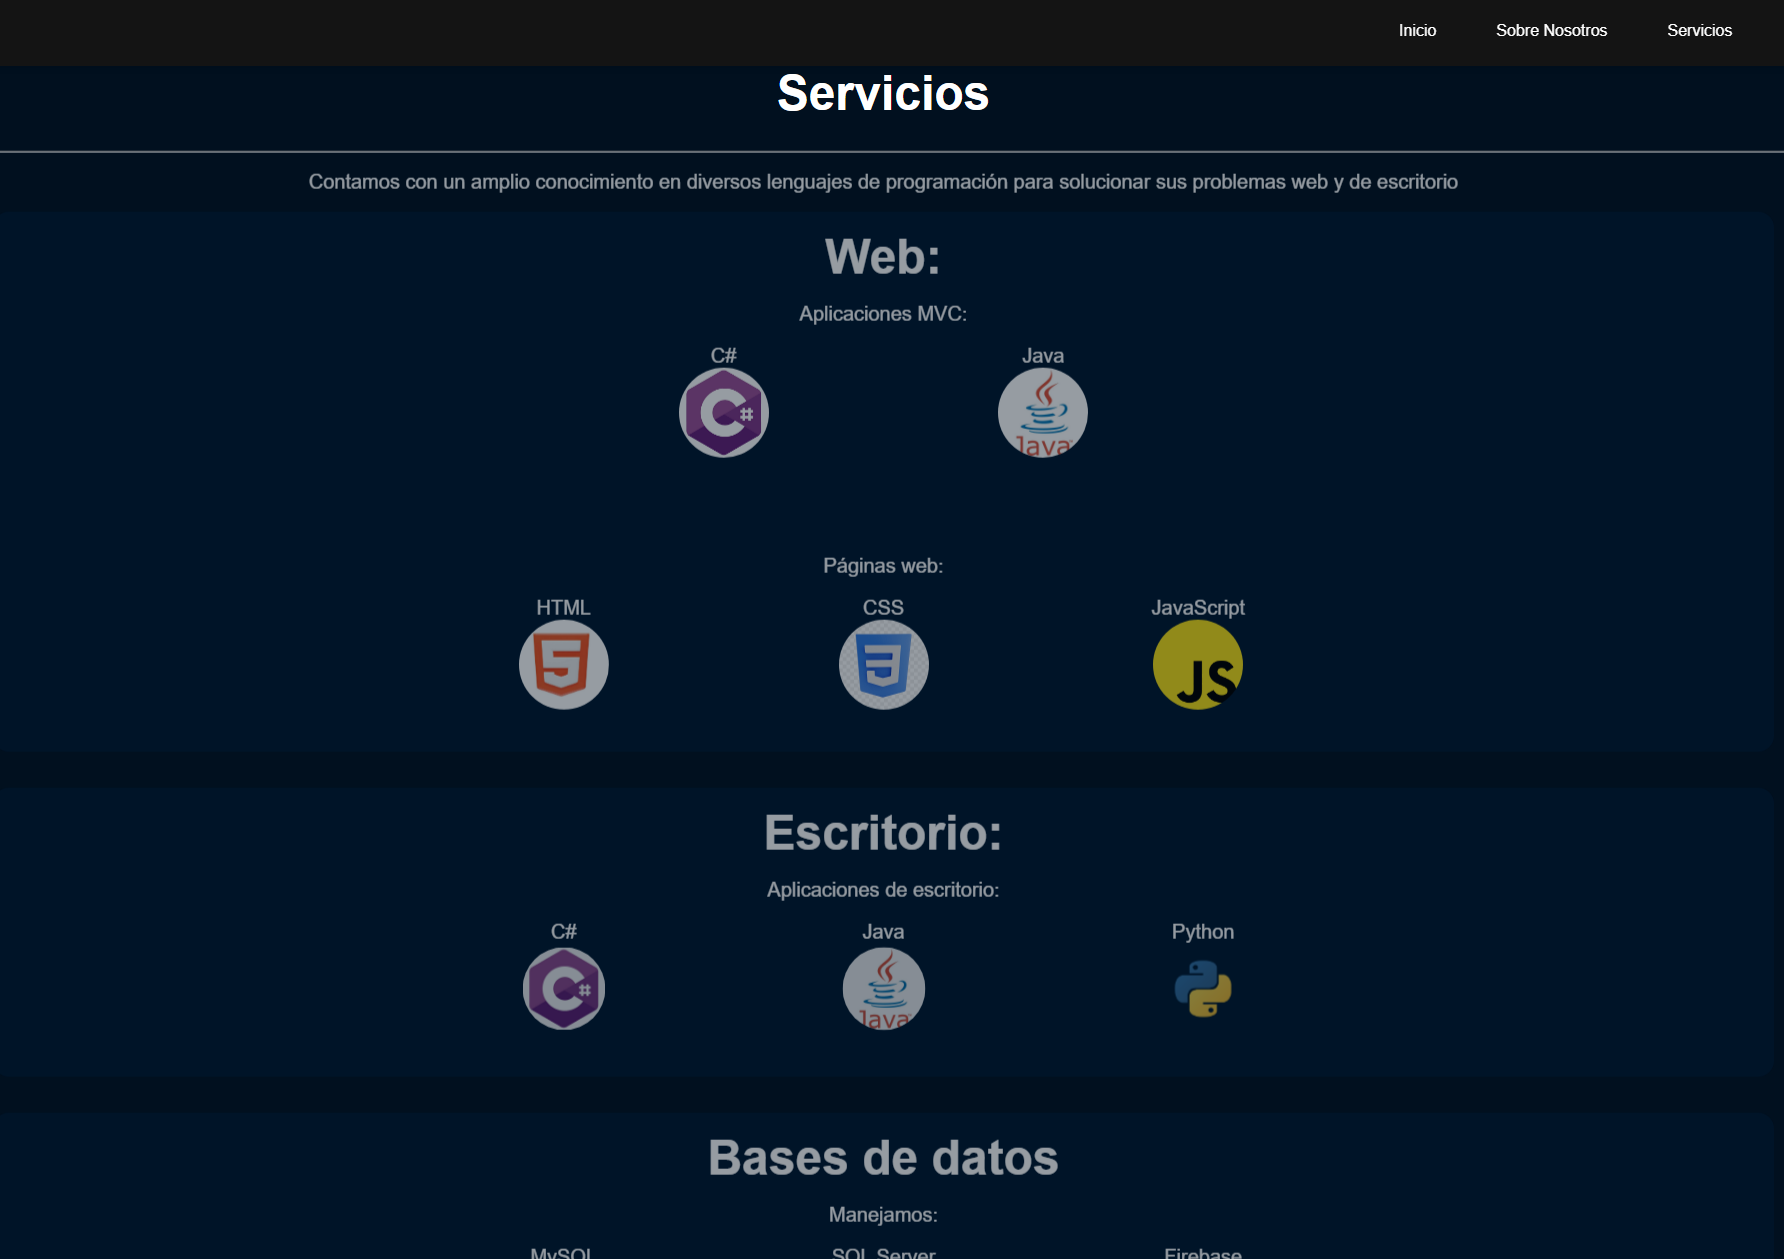 Inicio Sobre Nosotros Servicios
Servicios
Contamos con un amplio conocimiento en diversos lenguajes de programación para solucionar sus problemas web y de escritorio
Web:
Aplicaciones MVC:
C# Java
C# Java
Páginas web:
HTML CSS JavaScript
5 3 JS
Escritorio:
Aplicaciones de escritorio:
C# Java Python
C# Java
Bases de datos
Manejamos:
MySQL SQL Server Firebase